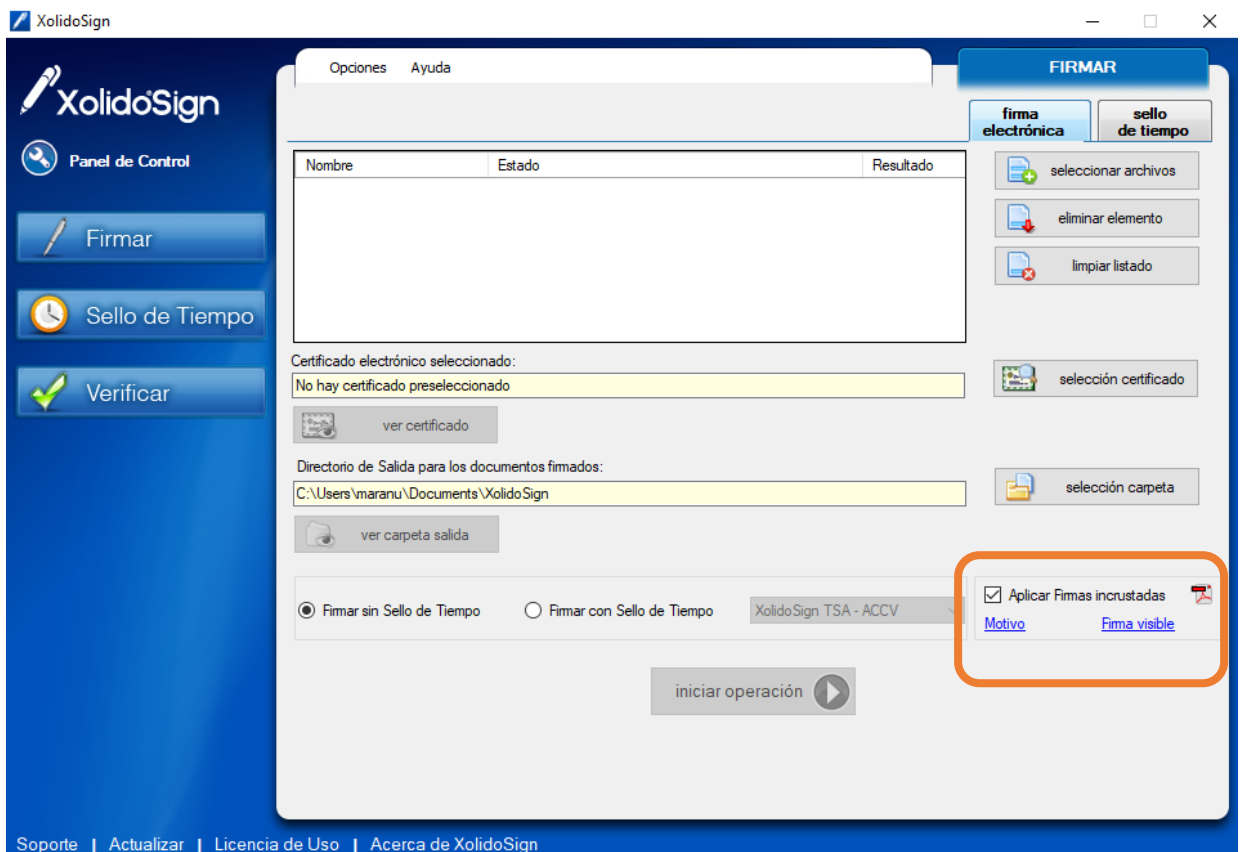 XolidoSign
XolidoSign
Panel de Control
Firmar
Sello de Tiempo
Verificar
Opciones Ayuda
FIRMAR
firma
electrónica
sello
de tiempo
Nombre Estado Resultado
seleccionar archivos
eliminar elemento
limpiar listado
Certificado electrónico seleccionado:
No hay certificado preseleccionado
selección certificado
ver certificado
Directorio de Salida para los documentos firmados:
C:\Users\maranu\Documents\XolidoSign
selección carpeta
ver carpeta salida
Firmar sin Sello de Tiempo Firmar con Sello de Tiempo XolidoSign TSA - ACCV
Aplicar Firmas incrustadas
Motivo Firma visible
iniciar operación
Soporte | Actualizar | Licencia de Uso | Acerca de XolidoSign